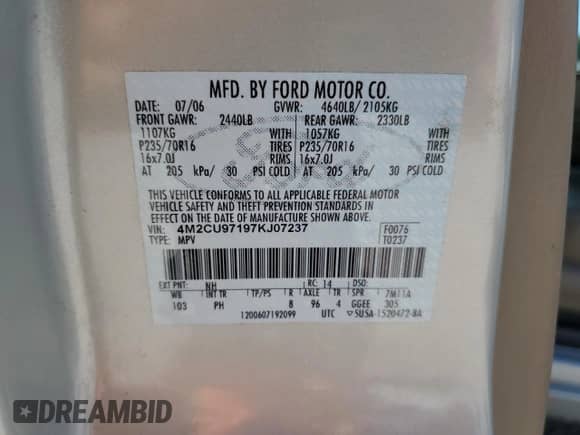 MFD. BY FORD MOTOR CO.
DATE: 07/06 GVWR: 4640LB/ 2105KG
FRONT GAWR: 2440LB REAR GAWR: 2330LB
1107KG WITH 1057KG WITH
P235/70R16 TIRES P235/70R16 TIRES
16x7.0J RIMS 16x7.0J RIMS
AT 205 kPa/ 30 PSI COLD AT 205 kPa/ 30 PSI COLD
THIS VEHICLE CONFORMS TO ALL APPLICABLE FEDERAL MOTOR
VEHICLE SAFETY AND THEFT PREVENTION STANDARDS IN
EFFECT ON THE DATE OF MANUFACTURE SHOWN ABOVE.
VIN: 4M2CU97197KJ07237 F0076
TYPE: MPV T0237
EXT PNT: NH RC: 14 DSO:
WB INT TR TP/PS R AXLE TR SPR 7M11A
103 PH 8 96 4 GGEE 305
1200607192099 UTC 5USA-1520472-BA
DREAMBID